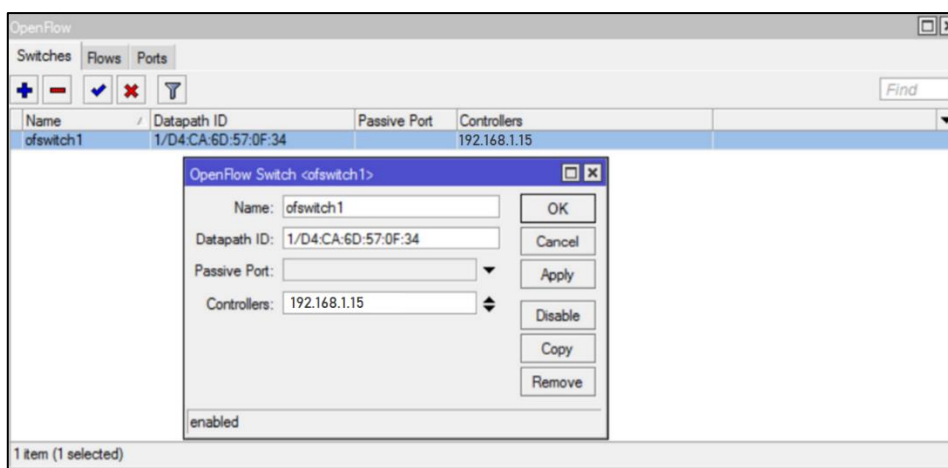 OpenFlow
Switches Flows Ports
Find
Name Datapath ID Passive Port Controllers
ofswitch1 1/D4:CA:6D:57:0F:34 192.168.1.15
OpenFlow Switch <ofswitch1>
Name: ofswitch1 OK
Datapath ID: 1/D4:CA:6D:57:0F:34 Cancel
Passive Port: Apply
Controllers: 192.168.1.15 Disable
Copy
Remove
enabled
1 item (1 selected)